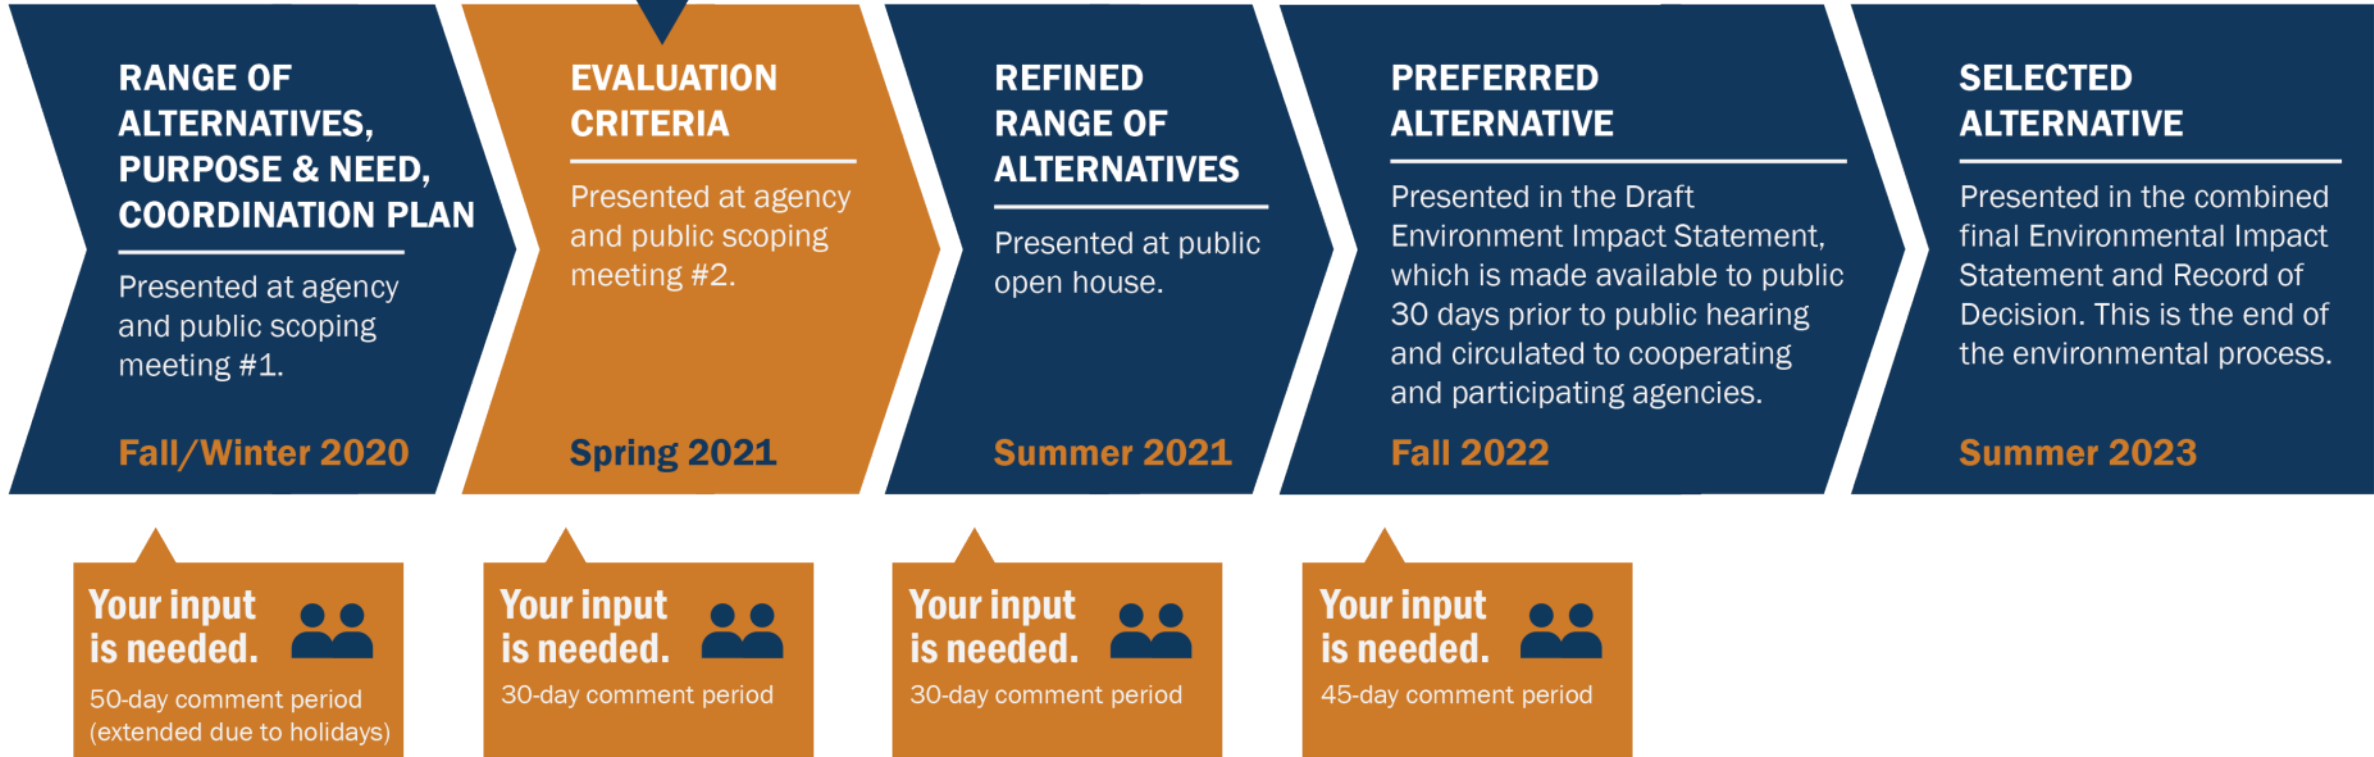 RANGE OF
ALTERNATIVES,
PURPOSE & NEED,
COORDINATION PLAN
Presented at agency
and public scoping
meeting #1.
Fall/Winter 2020
EVALUATION
CRITERIA
Presented at agency
and public scoping
meeting #2.
Spring 2021
REFINED
RANGE OF
ALTERNATIVES
Presented at public
open house.
Summer 2021
PREFERRED
ALTERNATIVE
Presented in the Draft
Environment Impact Statement,
which is made available to public
30 days prior to public hearing
and circulated to cooperating
and participating agencies.
Fall 2022
SELECTED
ALTERNATIVE
Presented in the combined
final Environmental Impact
Statement and Record of
Decision. This is the end of
the environmental process.
Summer 2023
Your input
is needed.
50-day comment period
(extended due to holidays)
Your input
is needed.
30-day comment period
Your input
is needed.
30-day comment period
Your input
is needed.
45-day comment period